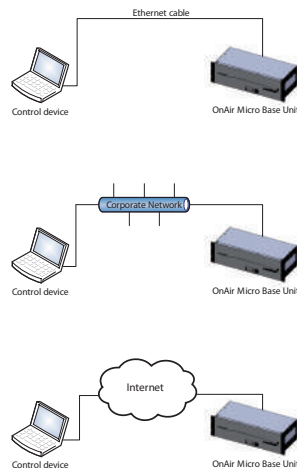 Ethernet cable
Control device
OnAir Micro Base Unit
Corporate Network
Control device
OnAir Micro Base Unit
Internet
Control device
OnAir Micro Base Unit